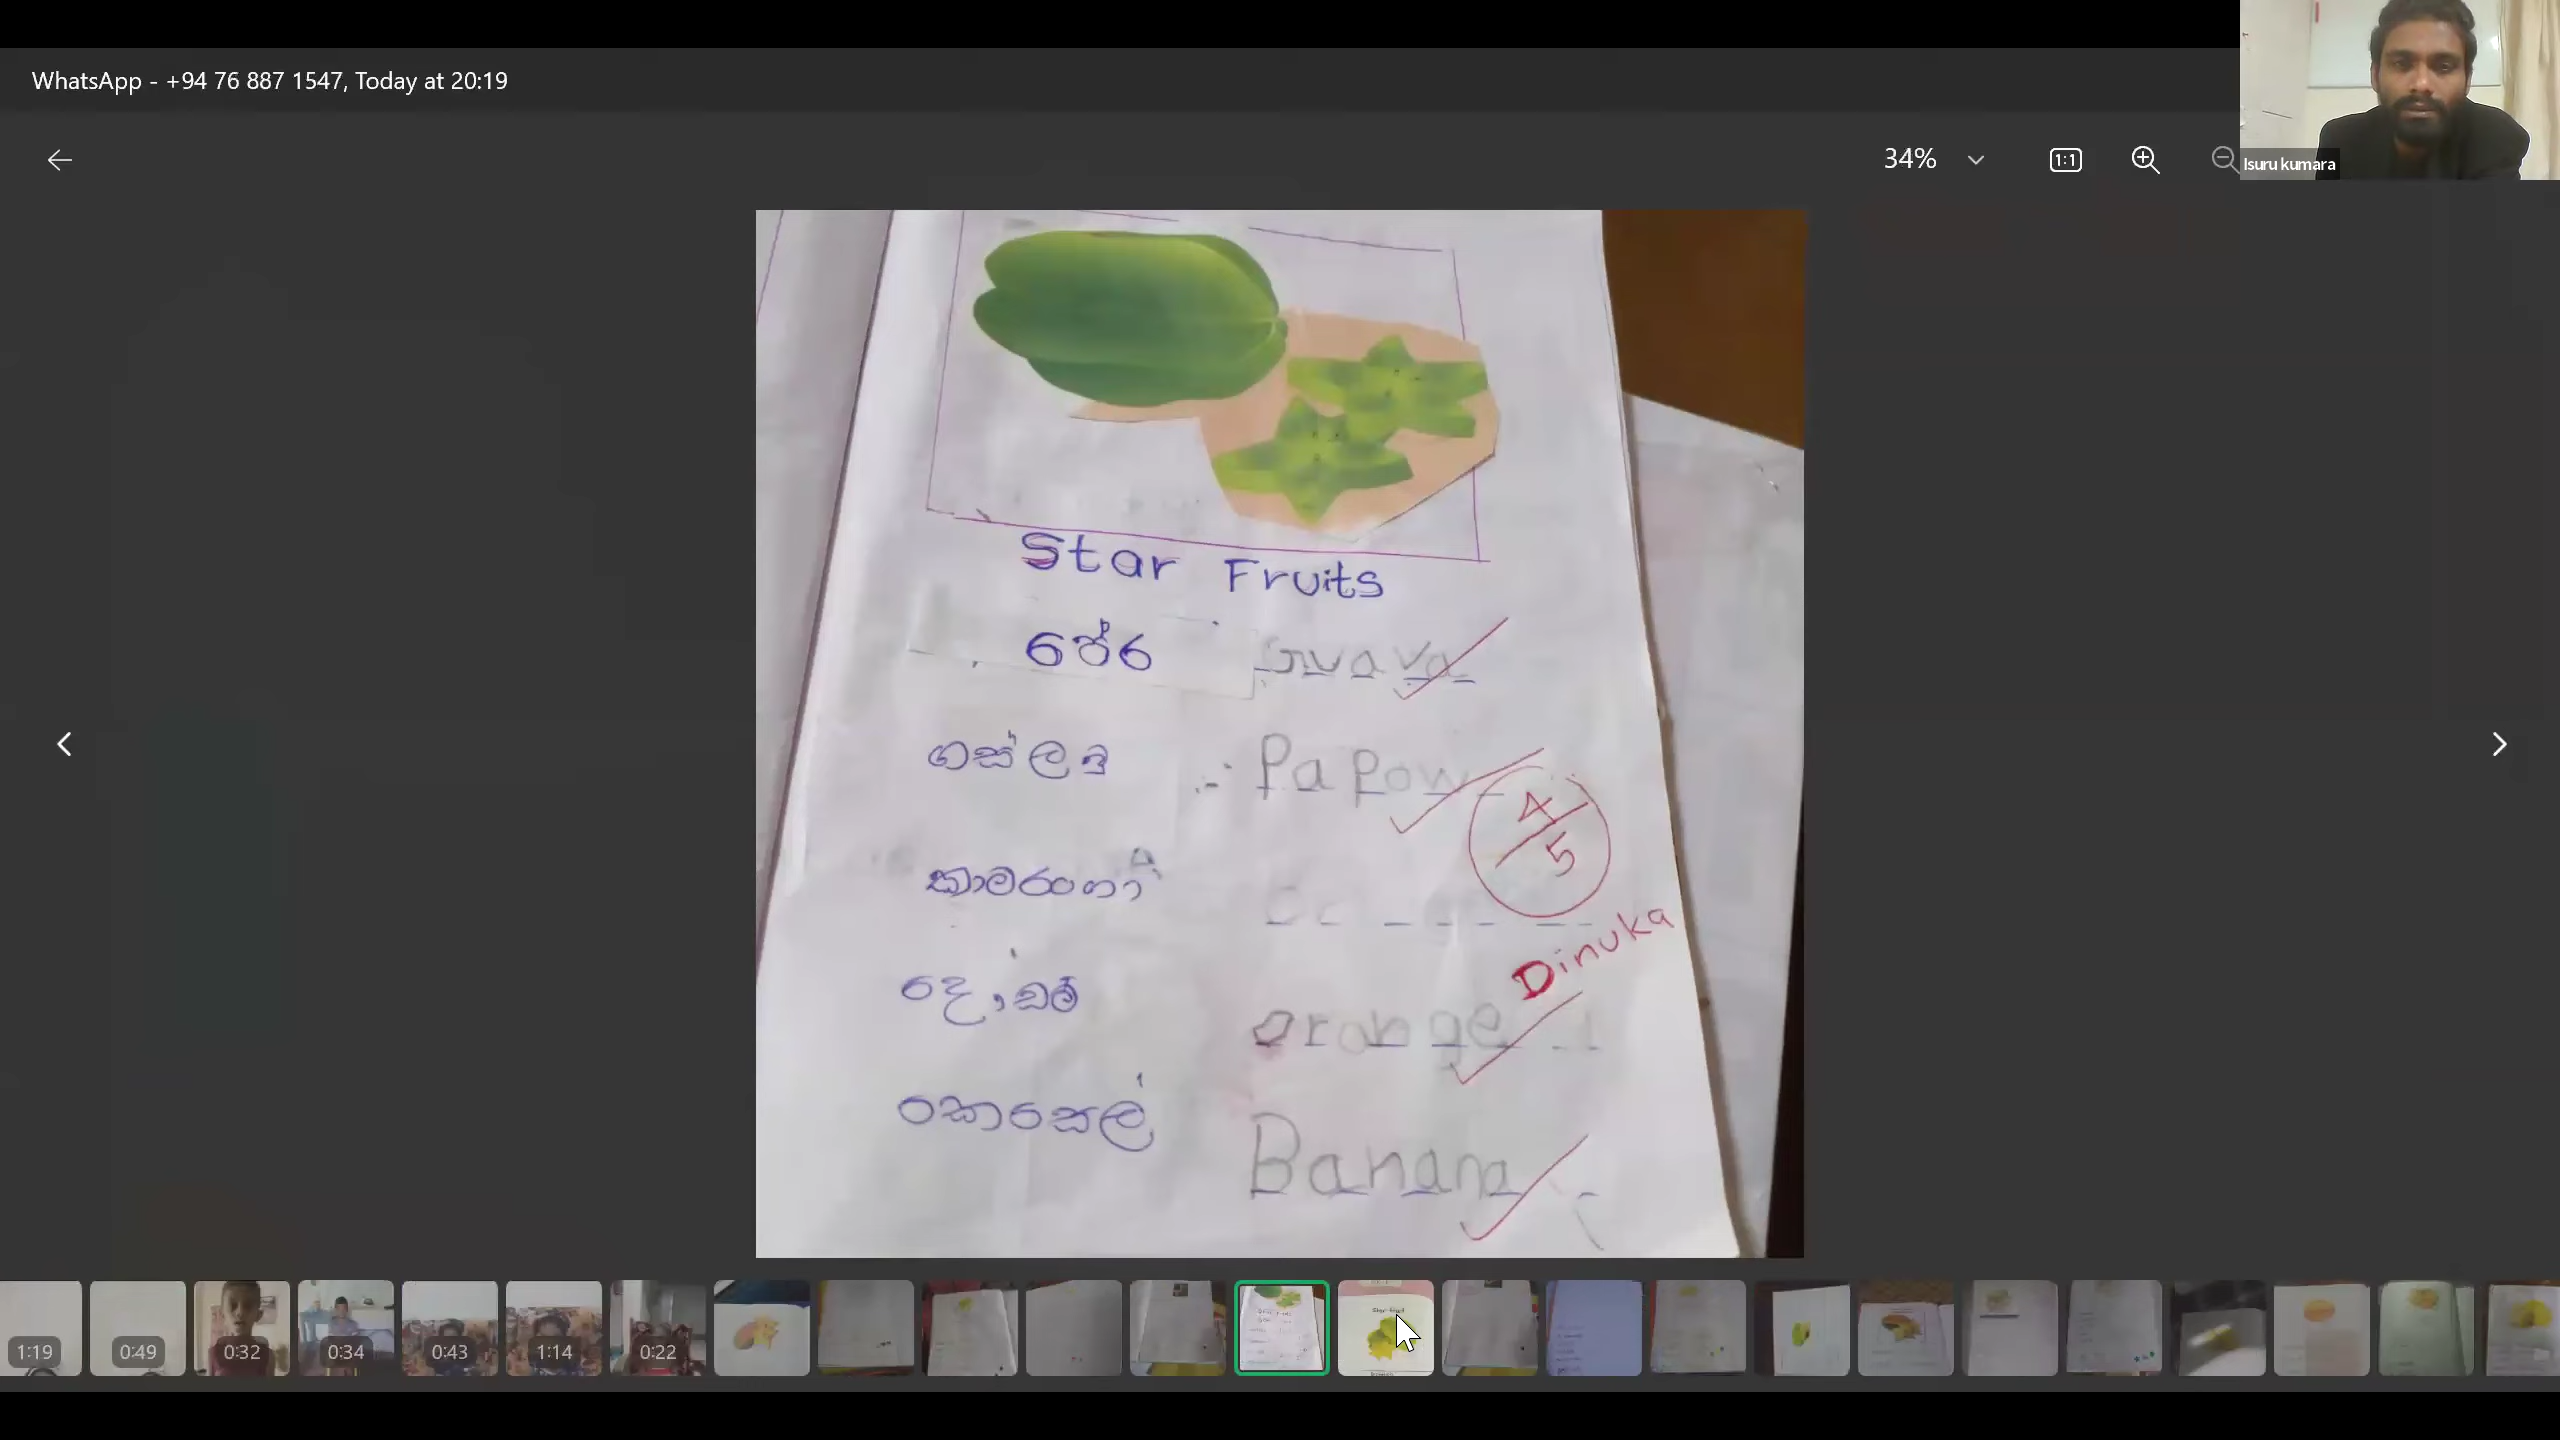 WhatsApp - +94 76 887 1547, Today at 20:19
34%
1:1
Isuru kumara
Star Fruits
පේර Guava
ගස්ලබු Papow
4/5
කාමරංගා
Dinuka
දොඩම් orange
කෙසෙල් Banana
1:19 0:49 0:32 0:34 0:43 1:14 0:22